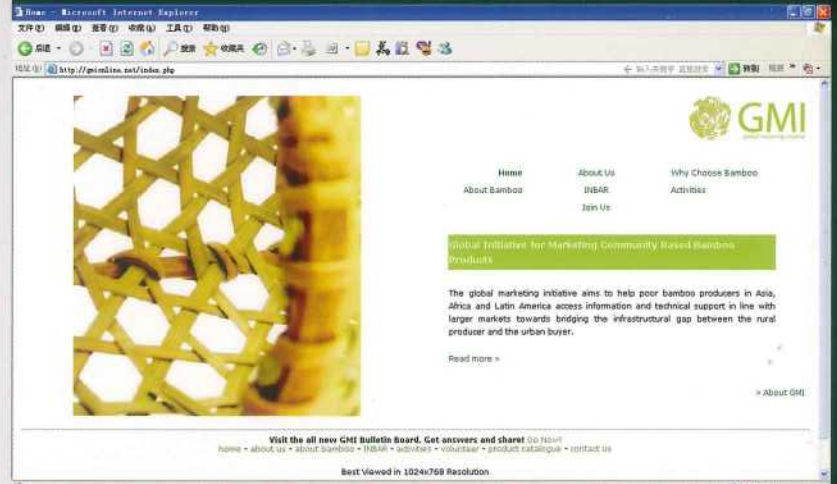 Home - Microsoft Internet Explorer
文件(F) 编辑(E) 查看(V) 收藏(A) 工具(T) 帮助(H)
后退 搜索 收藏夹
地址(D) http://gmionline.net/index.php 转到
GMI
Home About Us Why Choose Bamboo
About Bamboo INBAR Activities
Join Us
Global Initiative for Marketing Community Based Bamboo
Products
The global marketing initiative aims to help poor bamboo producers in Asia,
Africa and Latin America access information and technical support in line with
larger markets towards bridging the infrastructural gap between the rural
producer and the urban buyer.
Read more »
» About GMI
Visit the all new GMI Bulletin Board. Get answers and share! Go Now!
home • about us • about bamboo • INBAR • activities • volunteer • product catalogue • contact us
Best Viewed in 1024x768 Resolution